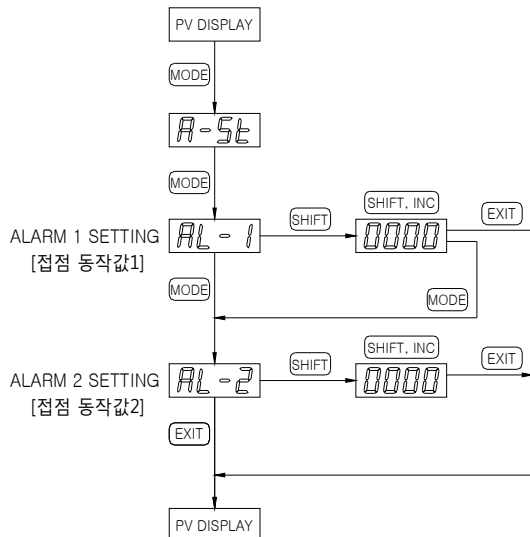 PV DISPLAY
MODE
A-St
MODE
ALARM 1 SETTING
[접점 동작값1]
AL-1
SHIFT
SHIFT, INC
0000
EXIT
MODE
MODE
ALARM 2 SETTING
[접점 동작값2]
AL-2
SHIFT
SHIFT, INC
0000
EXIT
EXIT
PV DISPLAY